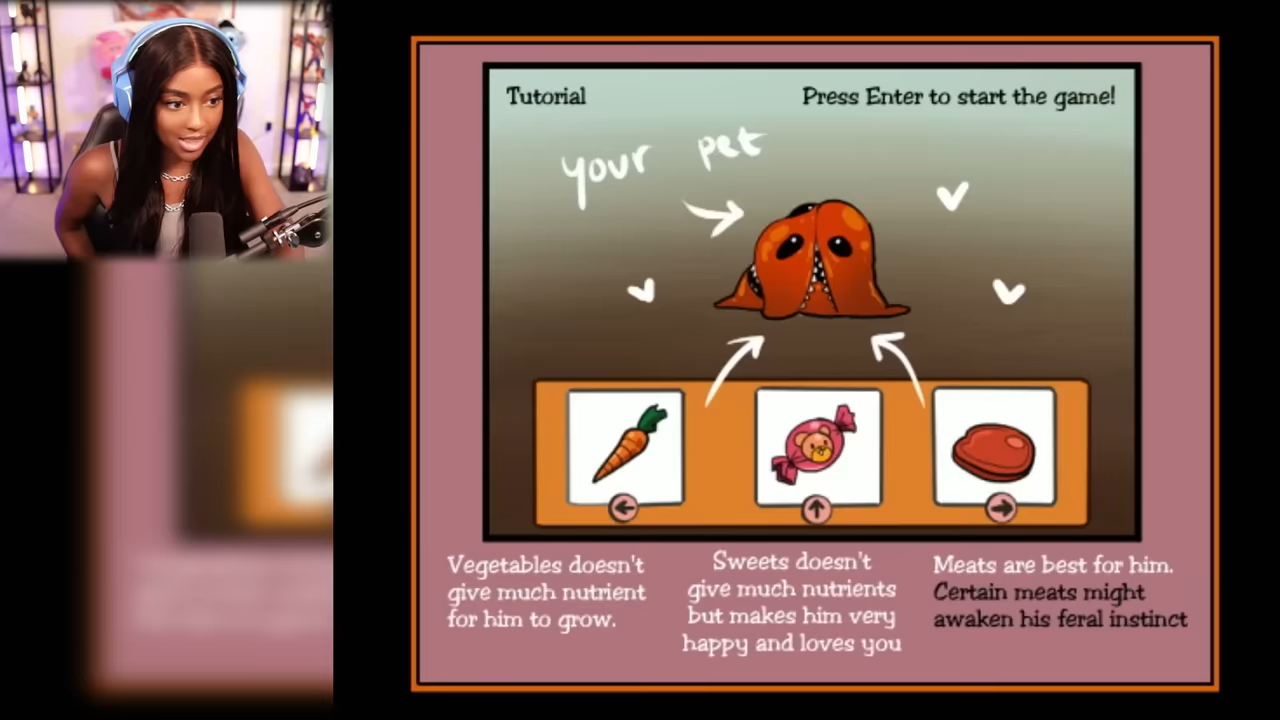 Tutorial
Press Enter to start the game!
your pet
Vegetables doesn't
give much nutrient
for him to grow.
Sweets doesn't
give much nutrients
but makes him very
happy and loves you
Meats are best for him.
Certain meats might
awaken his feral instinct